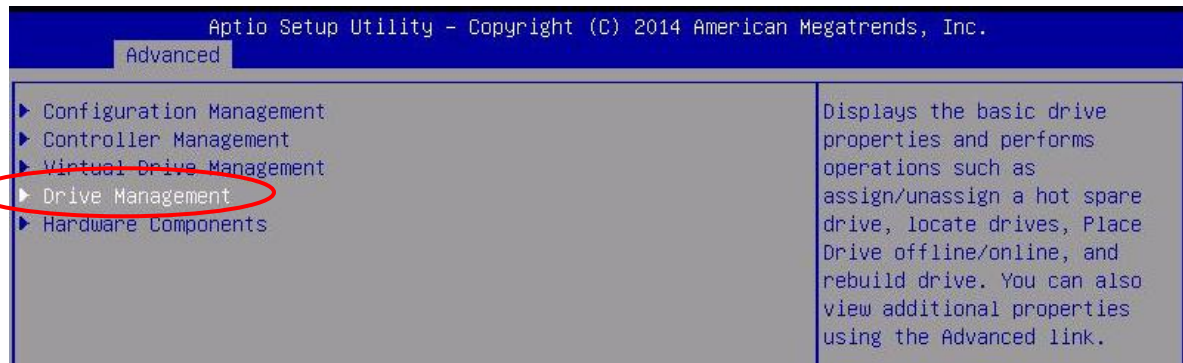 Aptio Setup Utility – Copyright (C) 2014 American Megatrends, Inc.
Advanced
▶ Configuration Management
▶ Controller Management
▶ Virtual Drive Management
▶ Drive Management
▶ Hardware Components
Displays the basic drive
properties and performs
operations such as
assign/unassign a hot spare
drive, locate drives, Place
Drive offline/online, and
rebuild drive. You can also
view additional properties
using the Advanced link.